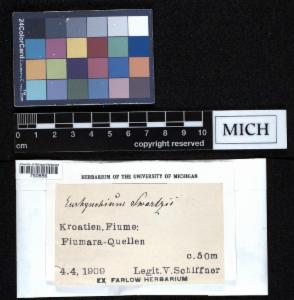 24ColorCard
0 1 2 3 4 5 6 7 8 9 10
cm
copyright reserved
MICH
HERBARIUM OF THE UNIVERSITY OF MICHIGAN
Eurhynchium Swartzii
Kroatien, Fiume:
Fiumara-Quellen
c.50m
4.4.1909 Legit.V.Schiffner
EX FARLOW HERBARIUM